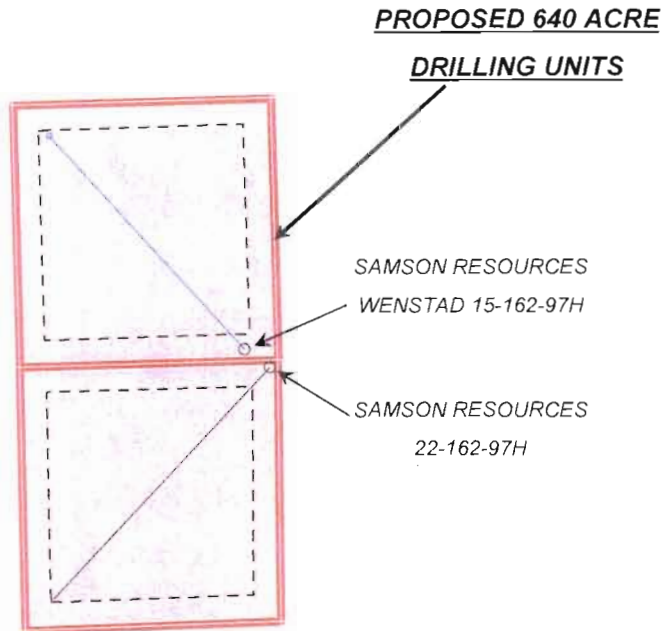 PROPOSED 640 ACRE
DRILLING UNITS
SAMSON RESOURCES
WENSTAD 15-162-97H
SAMSON RESOURCES
22-162-97H